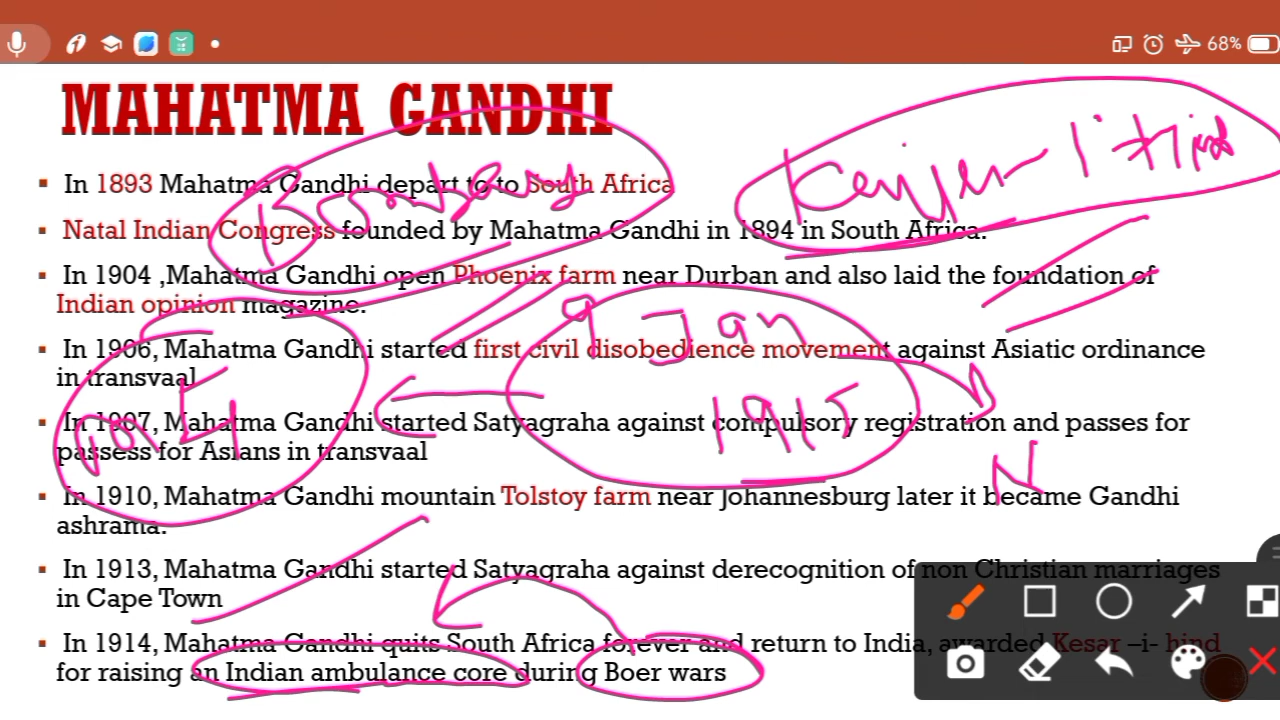 68%
MAHATMA GANDHI
In 1893 Mahatma Gandhi depart to to South Africa
Natal Indian Congress founded by Mahatma Gandhi in 1894 in South Africa.
In 1904 ,Mahatma Gandhi open Phoenix farm near Durban and also laid the foundation of
Indian opinion magazine.
In 1906, Mahatma Gandhi started first civil disobedience movement against Asiatic ordinance
in transvaal
In 1907, Mahatma Gandhi started Satyagraha against compulsory registration and passes for
passess for Asians in transvaal
In 1910, Mahatma Gandhi mountain Tolstoy farm near Johannesburg later it became Gandhi
ashrama.
In 1913, Mahatma Gandhi started Satyagraha against derecognition of non Christian marriages
in Cape Town
In 1914, Mahatma Gandhi quits South Africa forever and return to India, awarded Kesar –i- hind
for raising an Indian ambulance core during Boer wars
Bombay
9 Jan
1915
N